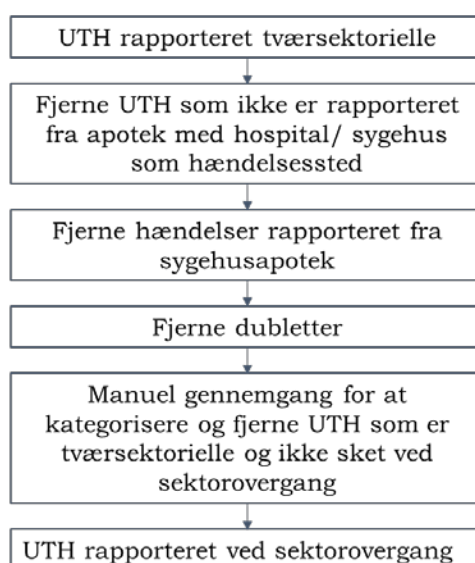 UTH rapporteret tværsektorielle
Fjerne UTH som ikke er rapporteret
fra apotek med hospital/ sygehus
som hændelsessted
Fjerne hændelser rapporteret fra
sygehusapotek
Fjerne dubletter
Manuel gennemgang for at
kategorisere og fjerne UTH som er
tværsektorielle og ikke sket ved
sektorovergang
UTH rapporteret ved sektorovergang